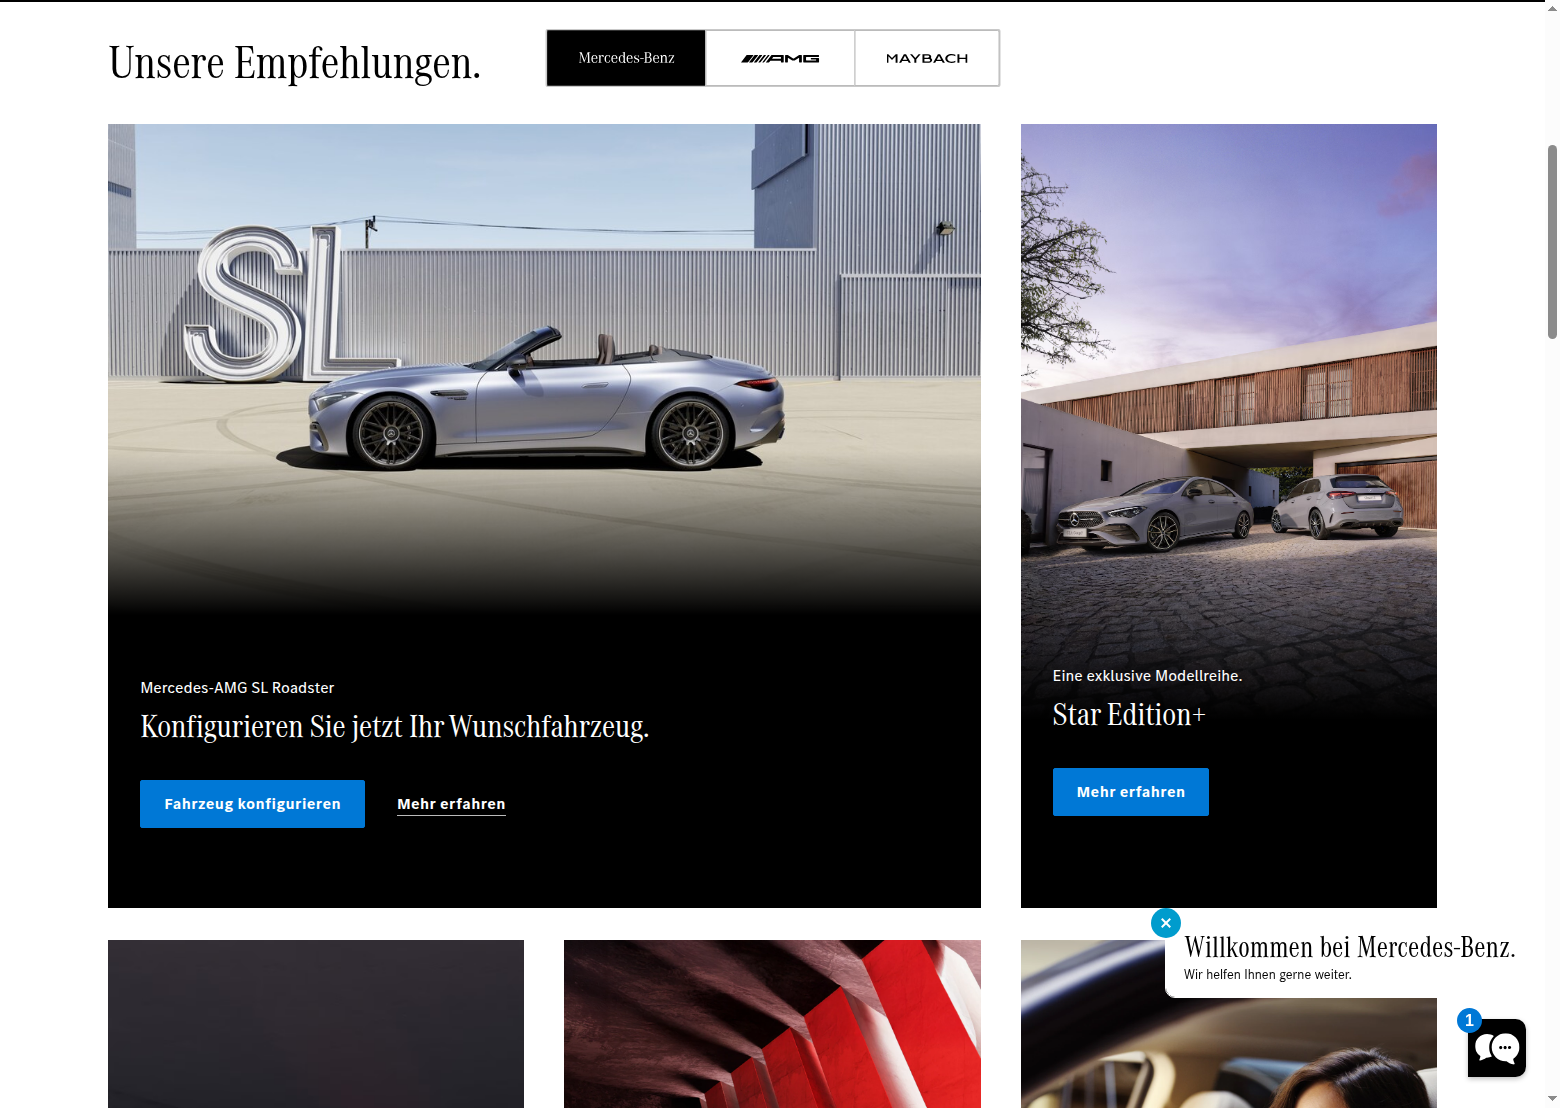 Unsere Empfehlungen.
Mercedes-Benz
AMG
MAYBACH
SL
Mercedes-AMG SL Roadster
Konfigurieren Sie jetzt Ihr Wunschfahrzeug.
Fahrzeug konfigurieren
Mehr erfahren
Eine exklusive Modellreihe.
Star Edition+
Mehr erfahren
Willkommen bei Mercedes-Benz.
Wir helfen Ihnen gerne weiter.
1